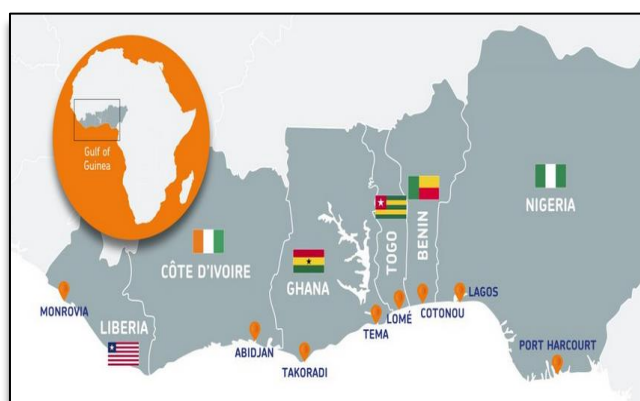 Gulf of
Guinea
CÔTE D'IVOIRE
GHANA
TOGO
BENIN
NIGERIA
LIBERIA
MONROVIA
ABIDJAN
TAKORADI
TEMA
LOMÉ
COTONOU
LAGOS
PORT HARCOURT